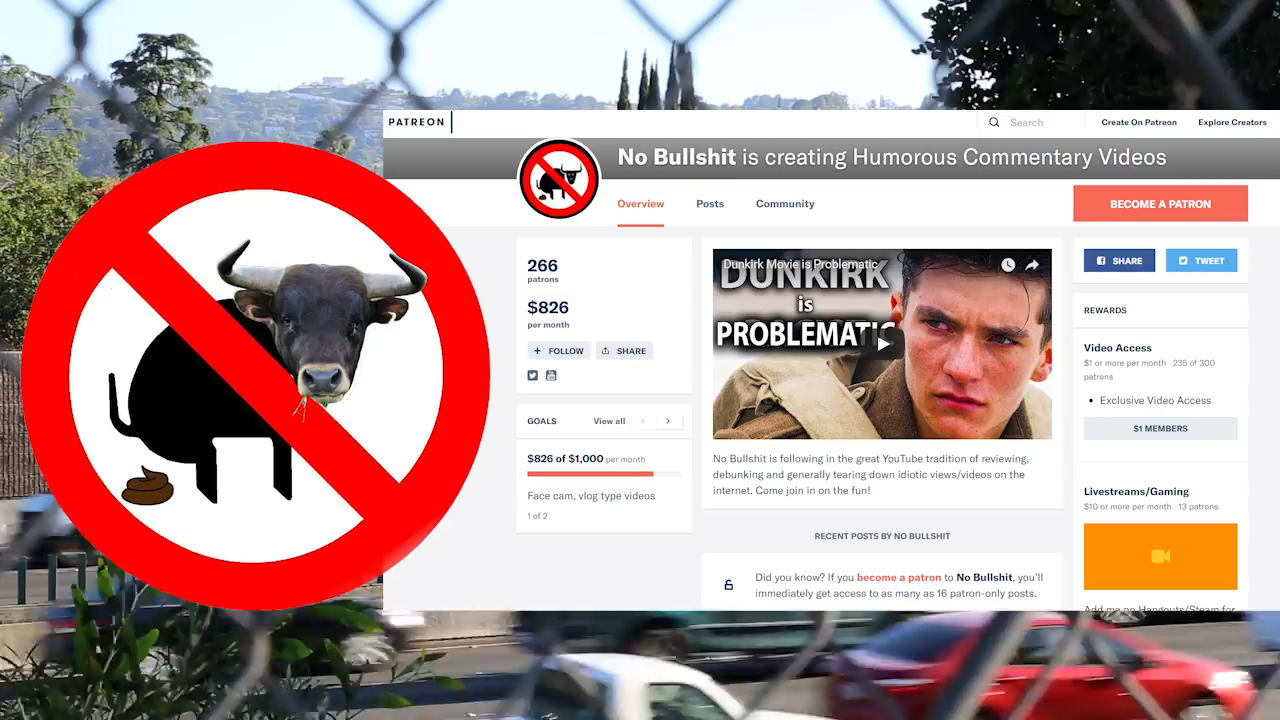 PATREON
Search
Create On Patreon
Explore Creators
No Bullshit is creating Humorous Commentary Videos
Overview
Posts
Community
BECOME A PATRON
266
patrons
$826
per month
+ FOLLOW
SHARE
GOALS
View all
$826 of $1,000 per month
Face cam, vlog type videos
1 of 2
Dunkirk Movie is Problematic
DUNKIRK
is
PROBLEMATIC
No Bullshit is following in the great YouTube tradition of reviewing,
debunking and generally tearing down idiotic views/videos on the
internet. Come join in on the fun!
RECENT POSTS BY NO BULLSHIT
Did you know? If you become a patron to No Bullshit, you'll
immediately get access to as many as 16 patron-only posts.
SHARE
TWEET
REWARDS
Video Access
$1 or more per month · 235 of 300
patrons
• Exclusive Video Access
$1 MEMBERS
Livestreams/Gaming
$10 or more per month · 13 patrons
Add me on Hangouts/Steam for